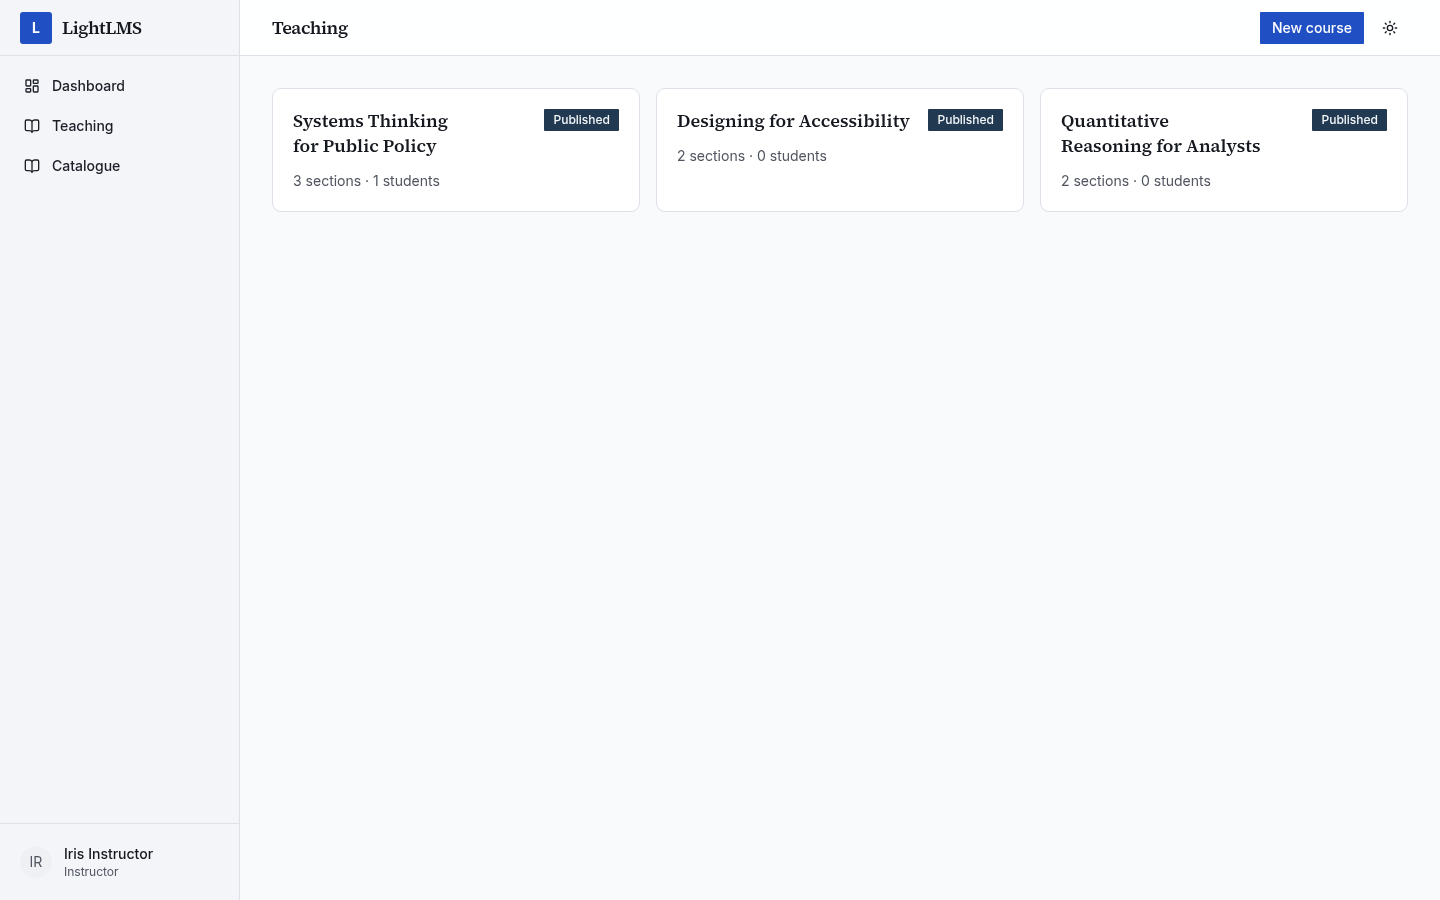 L
LightLMS
Dashboard
Teaching
Catalogue
IR
Iris Instructor
Instructor
Teaching
New course
Systems Thinking
for Public Policy
Published
3 sections · 1 students
Designing for Accessibility
Published
2 sections · 0 students
Quantitative
Reasoning for Analysts
Published
2 sections · 0 students